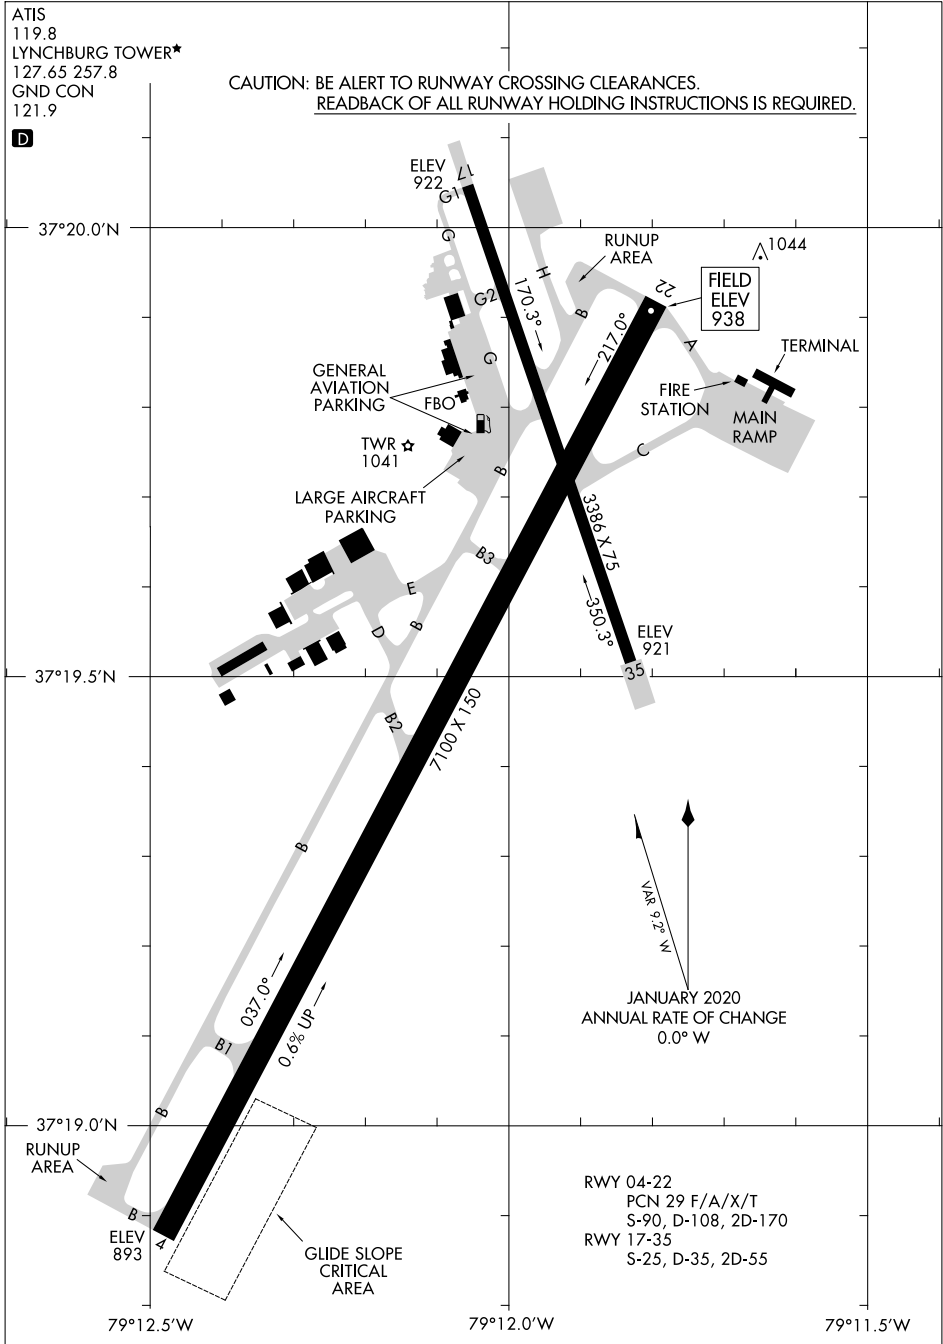 ATIS
119.8
LYNCHBURG TOWER★
127.65 257.8
GND CON
121.9
D
CAUTION: BE ALERT TO RUNWAY CROSSING CLEARANCES.
READBACK OF ALL RUNWAY HOLDING INSTRUCTIONS IS REQUIRED.
ELEV
922
17
G1
G
37°20.0'N
H
RUNUP
AREA
1044
22
FIELD
ELEV
938
G2
170.3°
B
217.0°
A
TERMINAL
G
GENERAL
AVIATION
PARKING
FBO
FIRE
STATION
MAIN
RAMP
TWR
1041
C
B
LARGE AIRCRAFT
PARKING
3386 X 75
B3
E
350.3°
D
B
ELEV
921
35
37°19.5'N
B2
7100 X 150
B
VAR 9.2° W
JANUARY 2020
ANNUAL RATE OF CHANGE
0.0° W
037.0°
0.6% UP
B1
B
37°19.0'N
RUNUP
AREA
B
ELEV
893
4
GLIDE SLOPE
CRITICAL
AREA
RWY 04-22
PCN 29 F/A/X/T
S-90, D-108, 2D-170
RWY 17-35
S-25, D-35, 2D-55
79°12.5'W
79°12.0'W
79°11.5'W